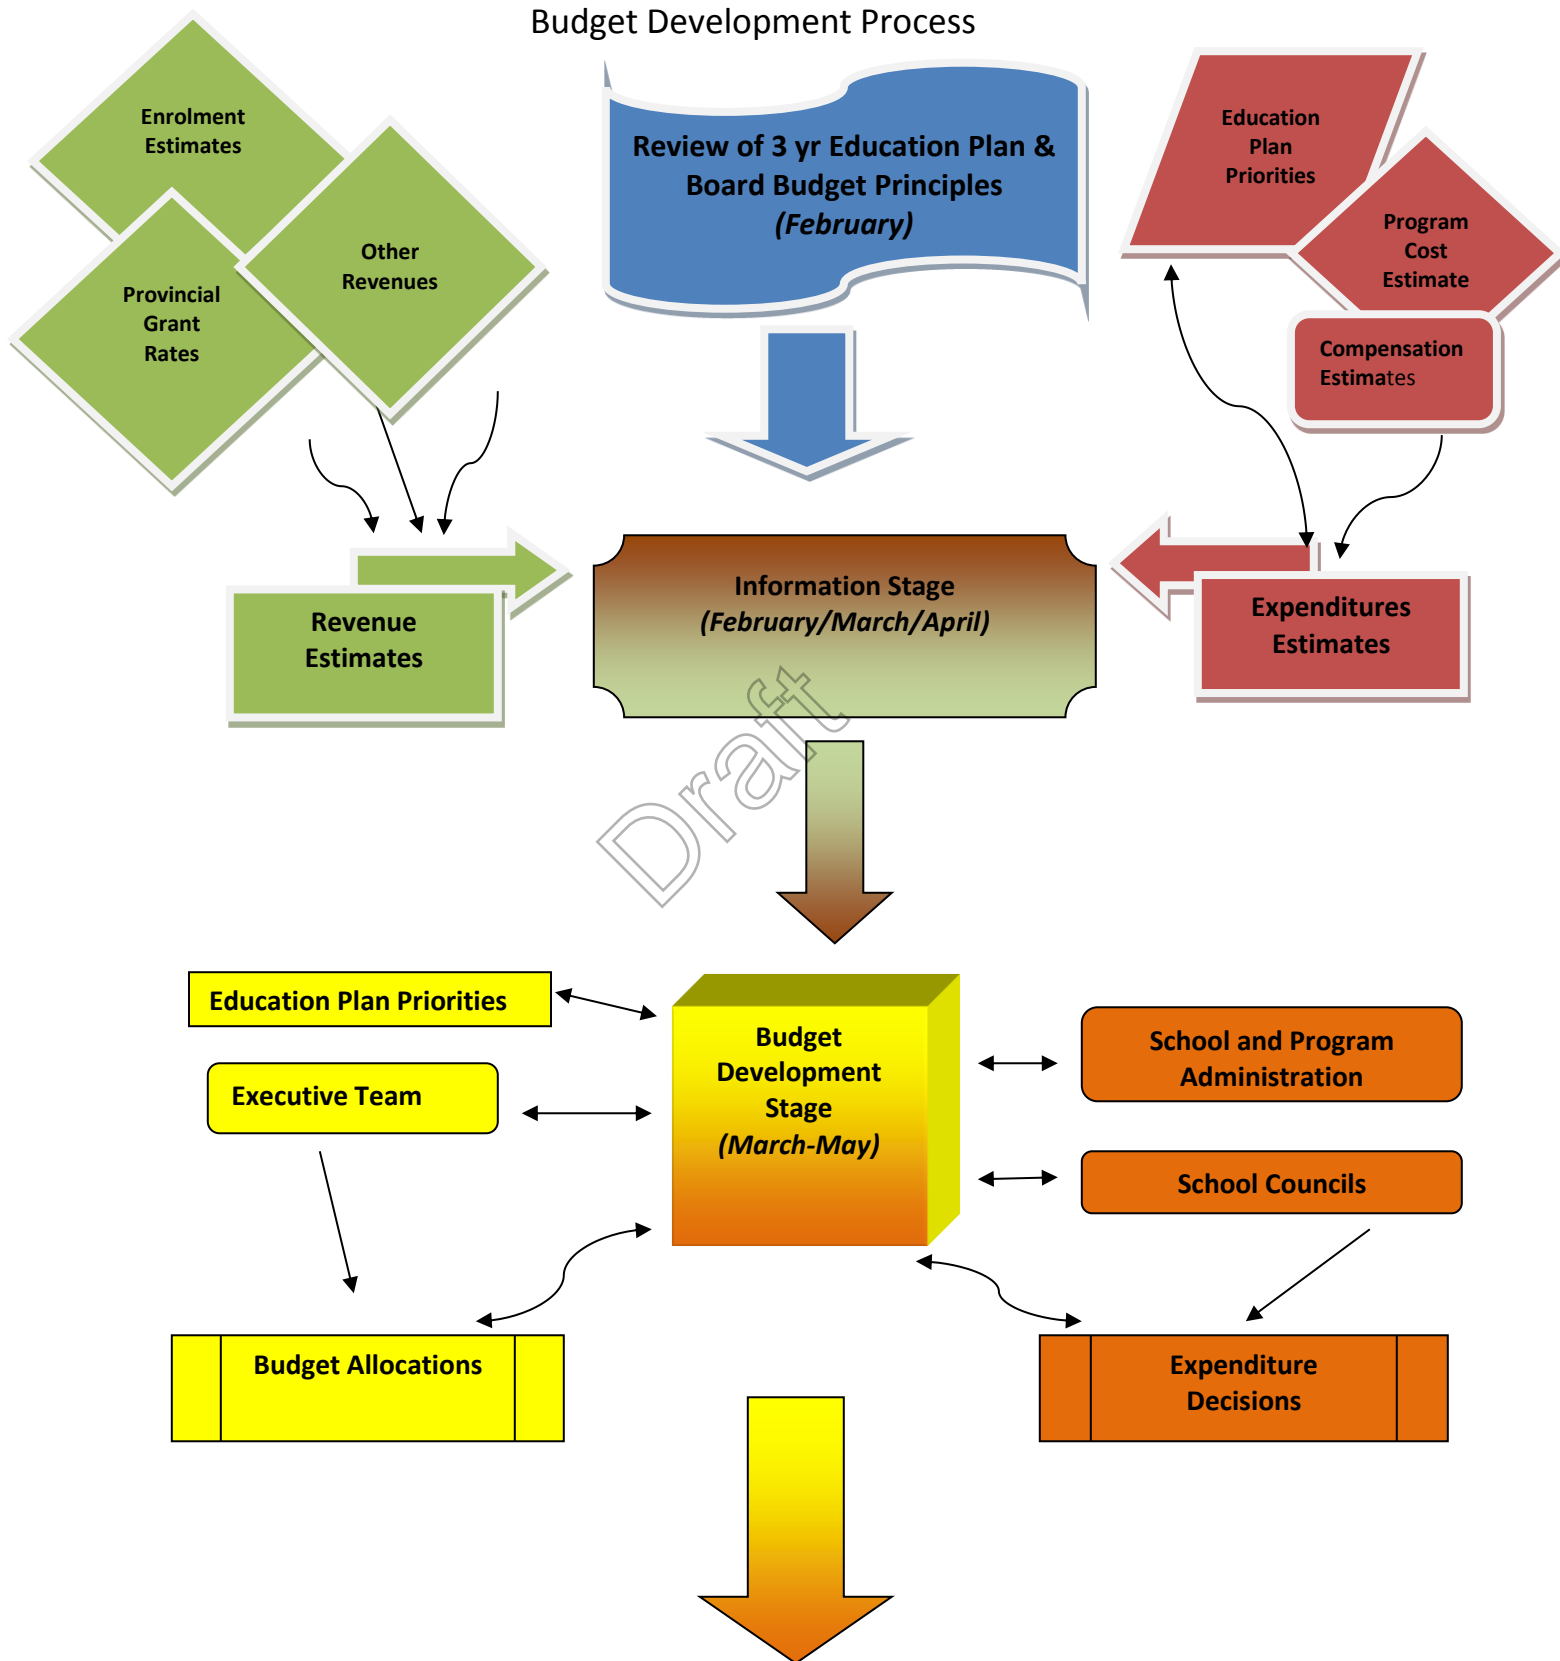 Budget Development Process
Enrolment
Estimates
Other
Revenues
Provincial
Grant
Rates
Review of 3 yr Education Plan &
Board Budget Principles
(February)
Education
Plan
Priorities
Program
Cost
Estimate
Compensation
Estimates
Revenue
Estimates
Information Stage
(February/March/April)
Expenditures
Estimates
Draft
Education Plan Priorities
Executive Team
Budget
Development
Stage
(March-May)
School and Program
Administration
School Councils
Budget Allocations
Expenditure
Decisions